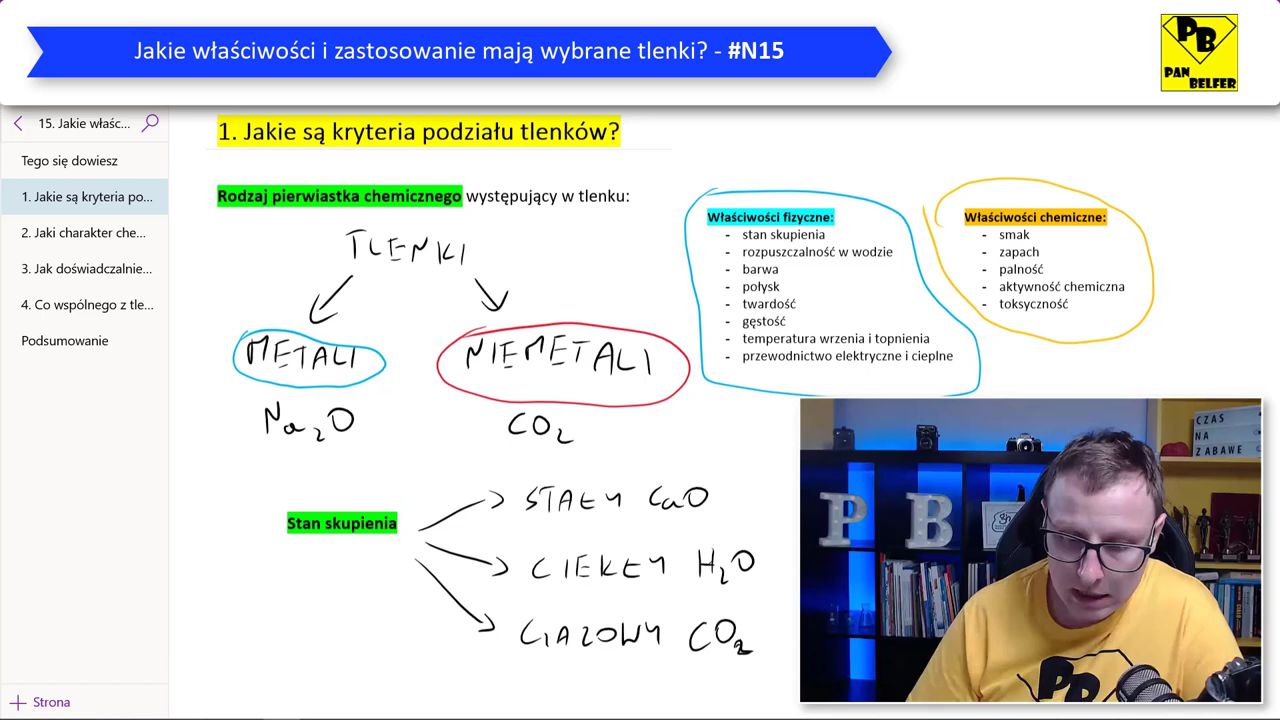 Jakie właściwości i zastosowanie mają wybrane tlenki? - #N15
PB
PAN
BELFER
15. Jakie właśc...
Tego się dowiesz
1. Jakie są kryteria po...
2. Jaki charakter che...
3. Jak doświadczalnie...
4. Co wspólnego z tle...
Podsumowanie
Strona
1. Jakie są kryteria podziału tlenków?
Rodzaj pierwiastka chemicznego występujący w tlenku:
TLENKI
METALI
NIEMETALI
Na2O
CO2
Właściwości fizyczne:
- stan skupienia
- rozpuszczalność w wodzie
- barwa
- połysk
- twardość
- gęstość
- temperatura wrzenia i topnienia
- przewodnictwo elektryczne i cieplne
Właściwości chemiczne:
- smak
- zapach
- palność
- aktywność chemiczna
- toksyczność
Stan skupienia
STAŁY CaO
CIEKŁY H2O
GAZOWY CO2
CZAS
NA
ZABAWE
P B
PB